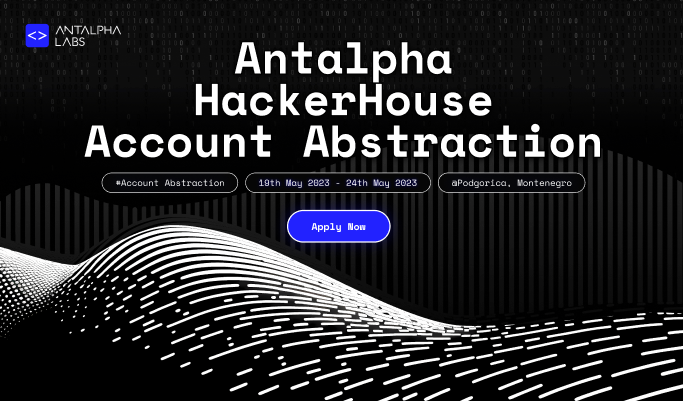 <> ANTALPHA
LABS
Antalpha
HackerHouse
Account Abstraction
#Account Abstraction
19th May 2023 - 24th May 2023
@Podgorica, Montenegro
Apply Now